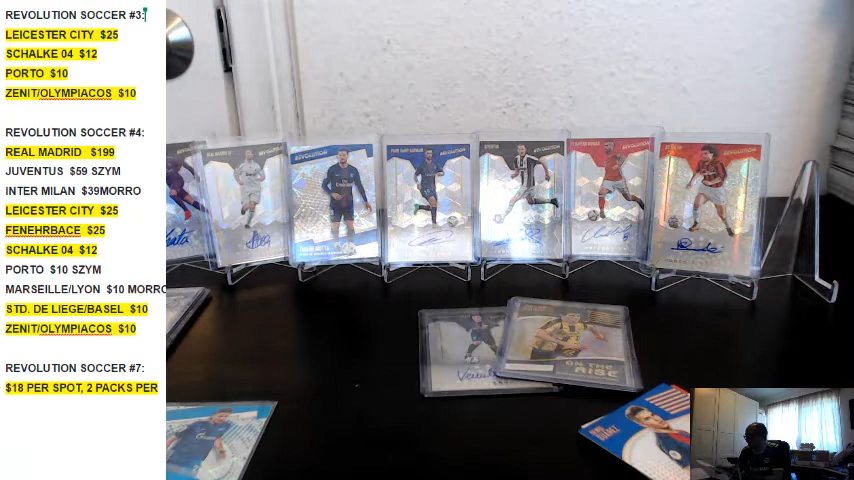 REVOLUTION SOCCER #3:
LEICESTER CITY $25
SCHALKE 04 $12
PORTO $10
ZENIT/OLYMPIACOS $10
REVOLUTION SOCCER #4:
REAL MADRID $199
JUVENTUS $59 SZYM
INTER MILAN $39MORRO
LEICESTER CITY $25
FENEHRBACE $25
SCHALKE 04 $12
PORTO $10 SZYM
MARSEILLE/LYON $10 MORRO
STD. DE LIEGE/BASEL $10
ZENIT/OLYMPIACOS $10
REVOLUTION SOCCER #7:
$18 PER SPOT, 2 PACKS PER
REVOLUTION
ON THE
RISE
SUAREZ